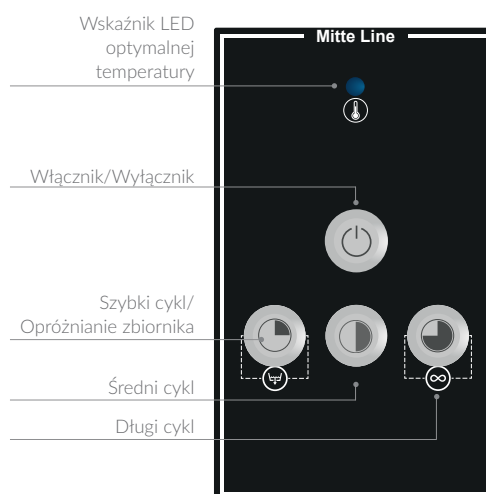 Wskaźnik LED
optymalnej
temperatury
Mitte Line
Włącznik/Wyłącznik
Szybki cykl/
Opróżnianie zbiornika
Średni cykl
Długi cykl